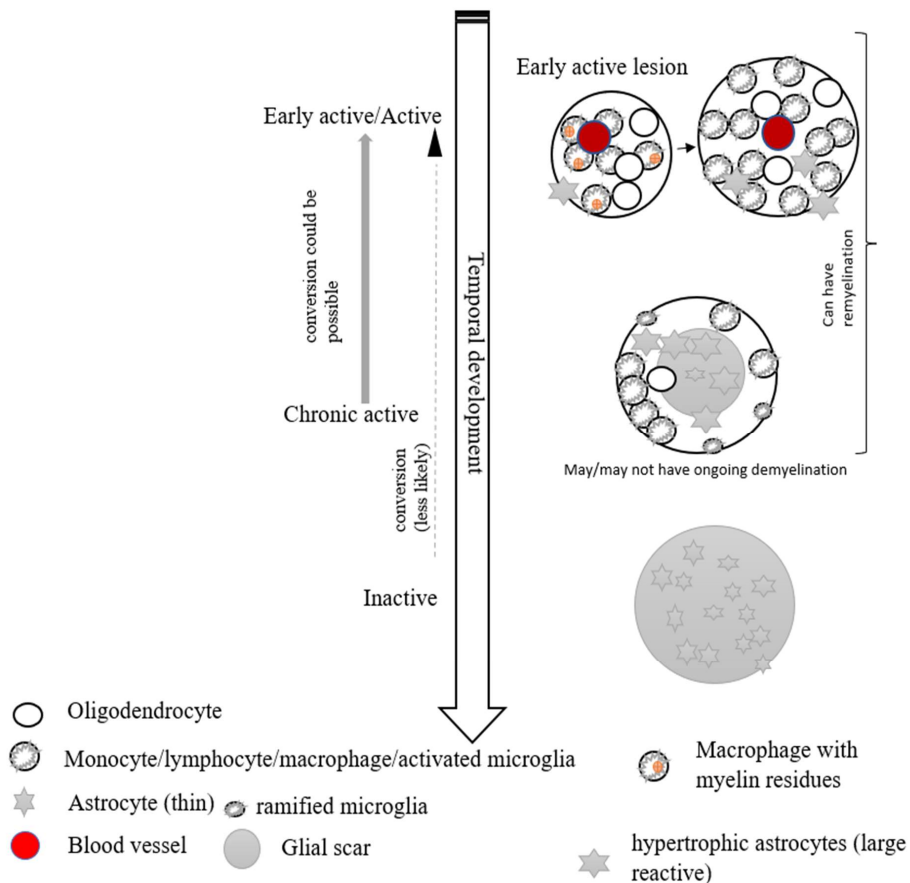 Early active lesion
Early active/Active
conversion could be
possible
Temporal development
Can have
remyelination
Chronic active
conversion
(less likely)
May/may not have ongoing demyelination
Inactive
Oligodendrocyte
Monocyte/lymphocyte/macrophage/activated microglia
Macrophage with
myelin residues
Astrocyte (thin)
ramified microglia
Blood vessel
Glial scar
hypertrophic astrocytes (large
reactive)